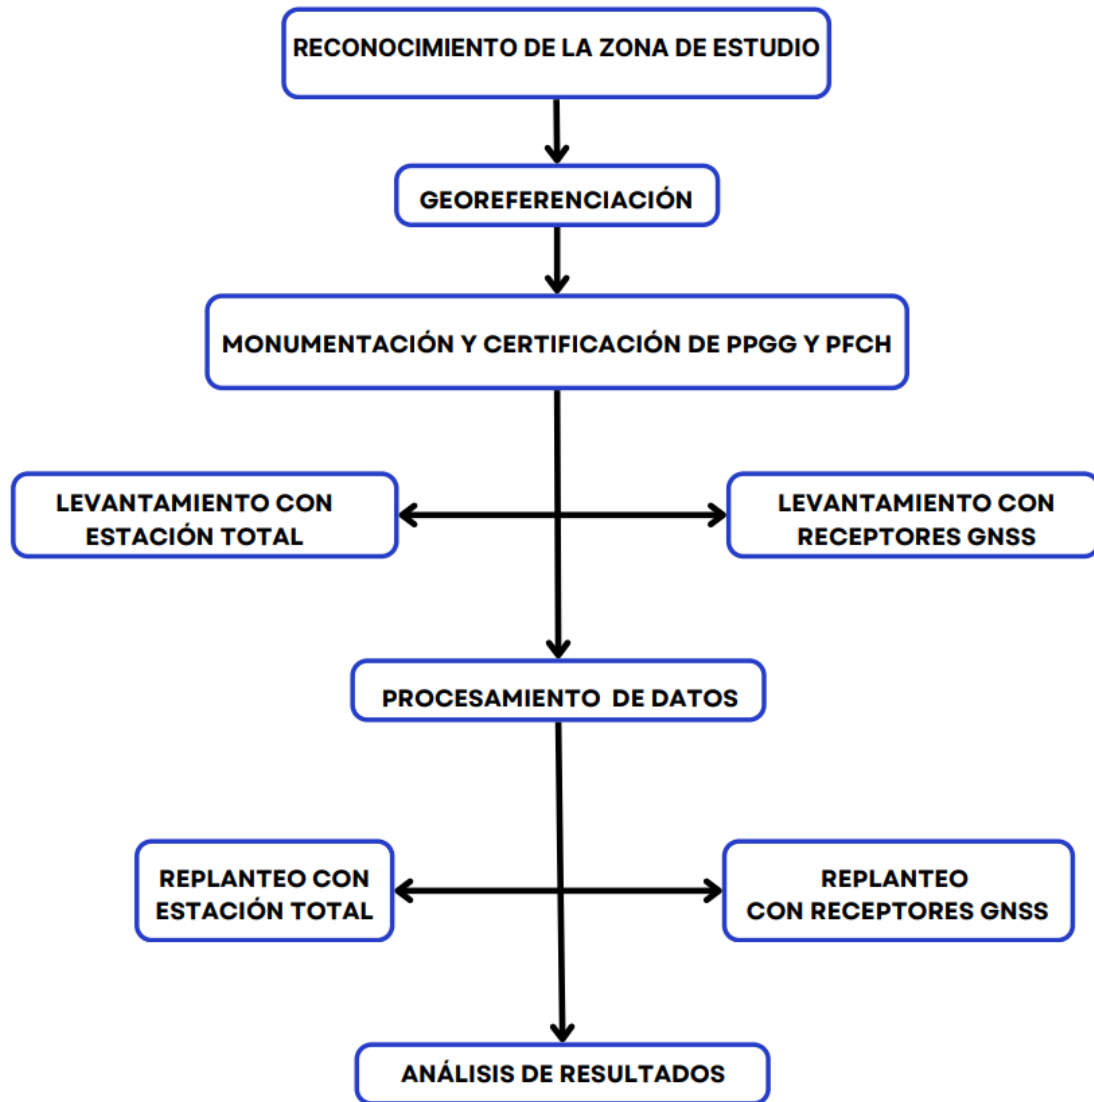 RECONOCIMIENTO DE LA ZONA DE ESTUDIO
GEOREFERENCIACIÓN
MONUMENTACIÓN Y CERTIFICACIÓN DE PPGG Y PFCH
LEVANTAMIENTO CON
ESTACIÓN TOTAL
LEVANTAMIENTO CON
RECEPTORES GNSS
PROCESAMIENTO DE DATOS
REPLANTEO CON
ESTACIÓN TOTAL
REPLANTEO
CON RECEPTORES GNSS
ANÁLISIS DE RESULTADOS